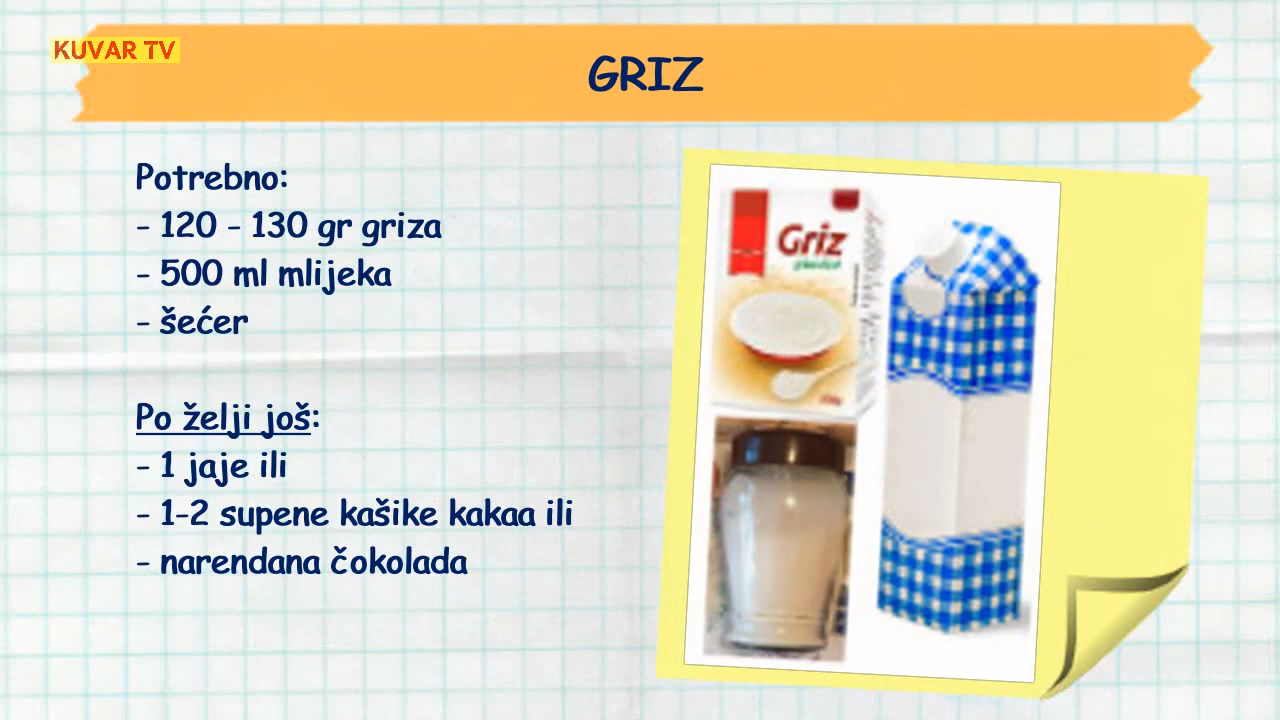 KUVAR TV
GRIZ
Potrebno:
- 120 - 130 gr griza
- 500 ml mlijeka
- šećer
Po želji još:
- 1 jaje ili
- 1-2 supene kašike kakaa ili
- narendana čokolada
Griz